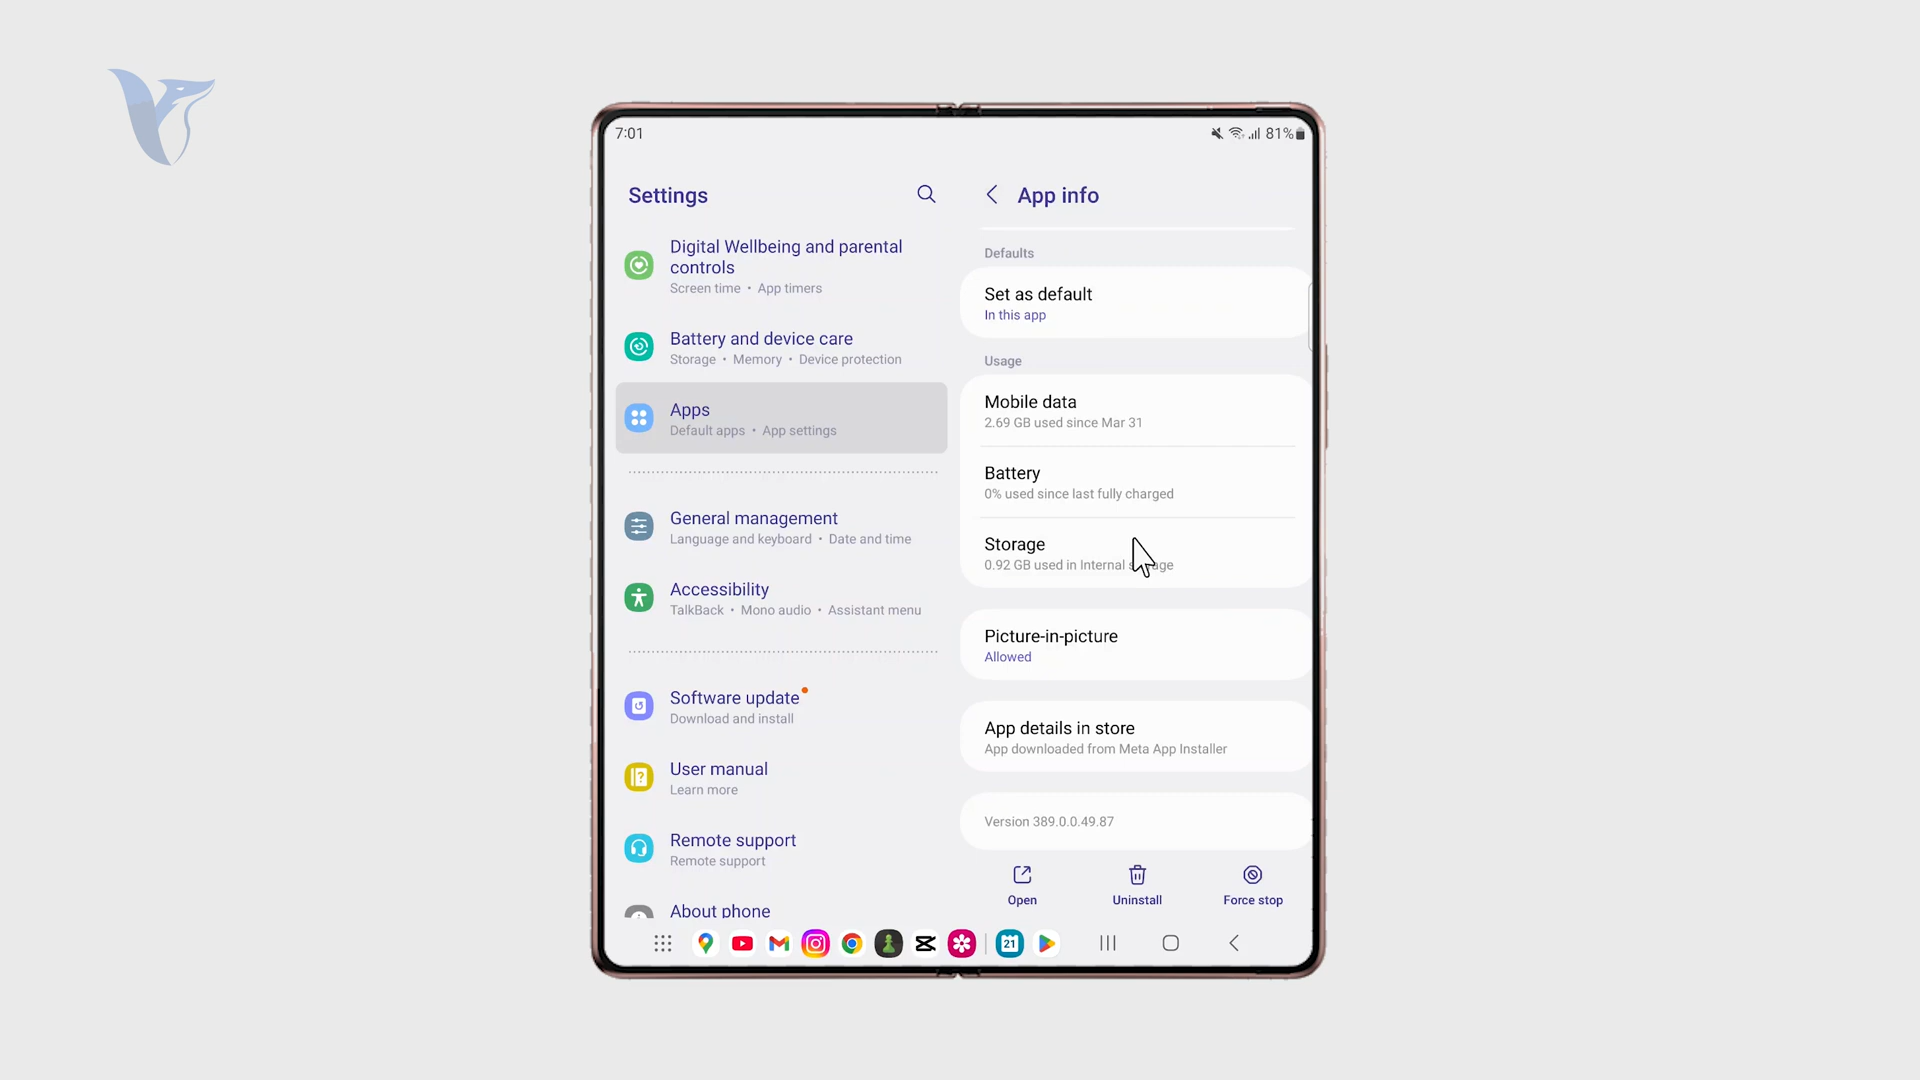 7:01
81%
Settings
Digital Wellbeing and parental
controls
Screen time • App timers
Battery and device care
Storage • Memory • Device protection
Apps
Default apps • App settings
General management
Language and keyboard • Date and time
Accessibility
TalkBack • Mono audio • Assistant menu
Software update
Download and install
User manual
Learn more
Remote support
Remote support
About phone
App info
Defaults
Set as default
In this app
Usage
Mobile data
2.69 GB used since Mar 31
Battery
0% used since last fully charged
Storage
0.92 GB used in Internal
Picture-in-picture
Allowed
App details in store
App downloaded from Meta App Installer
Version 389.0.0.49.87
Open
Uninstall
Force stop
21